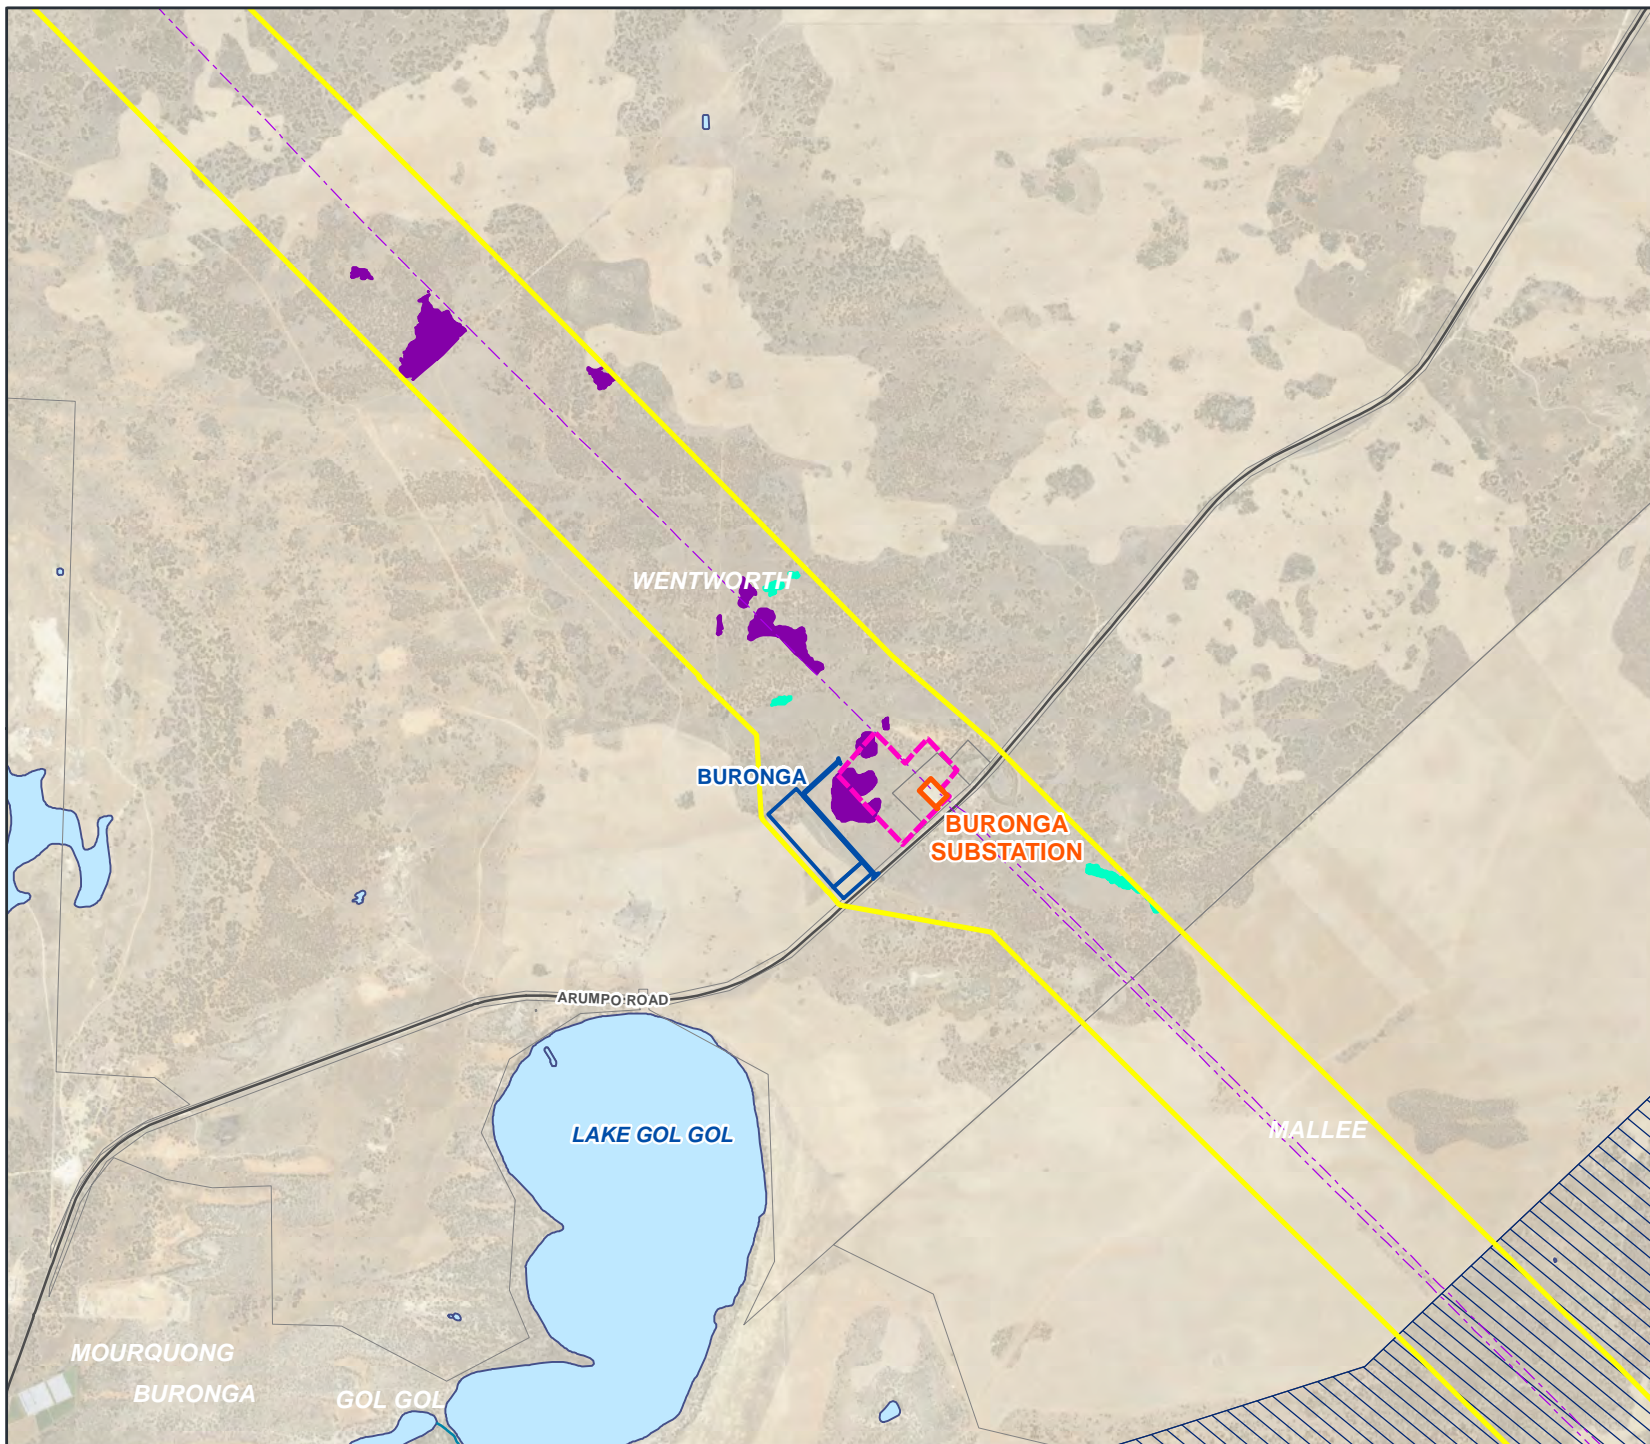 WENTWORTH
BURONGA
BURONGA
SUBSTATION
ARUMPO ROAD
LAKE GOL GOL
MALLEE
MOURQUONG
BURONGA
GOL GOL